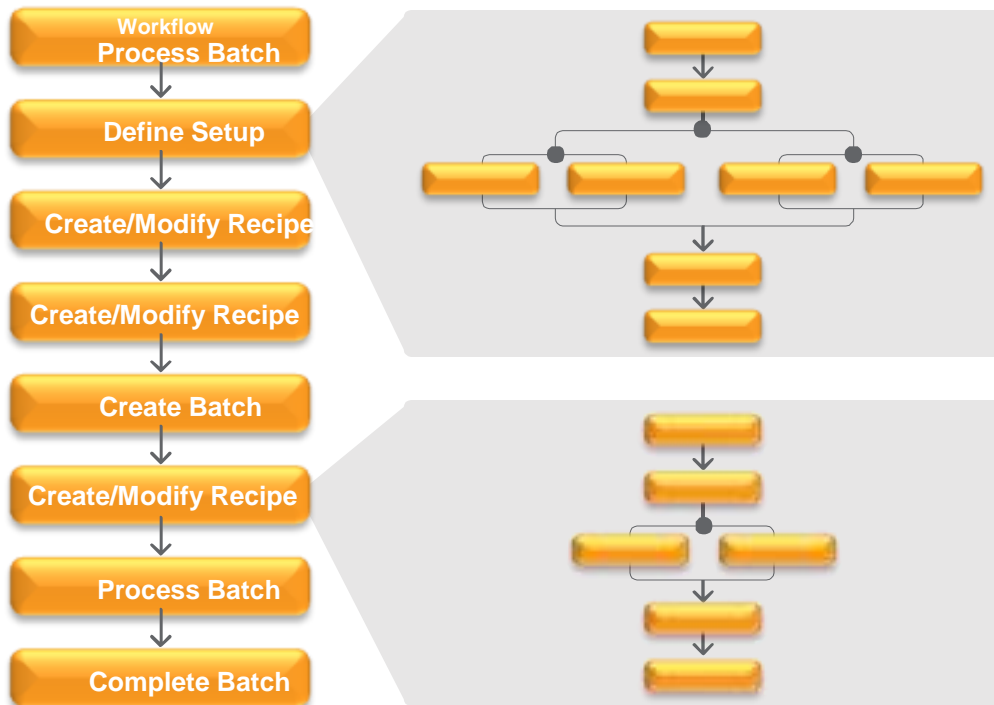 Workflow
Process Batch
Define Setup
Create/Modify Recipe
Create/Modify Recipe
Create Batch
Create/Modify Recipe
Process Batch
Complete Batch